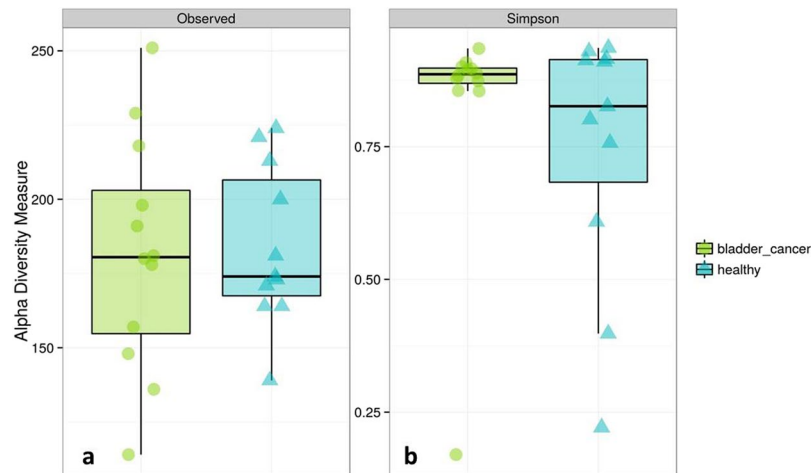 Observed
Simpson
Alpha Diversity Measure
250
200
150
0.75
0.50
0.25
a
b
bladder_cancer
healthy